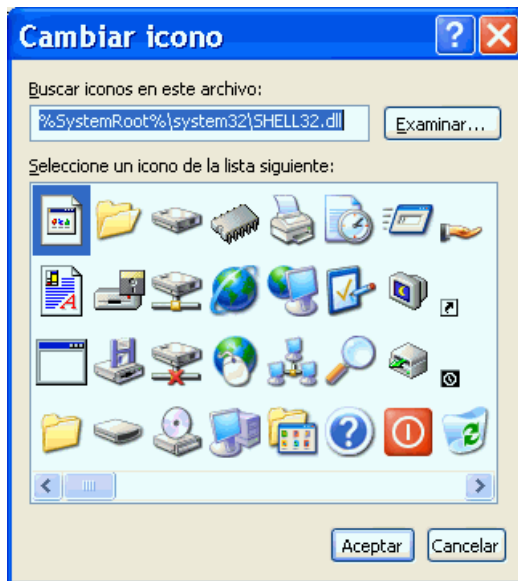 Cambiar icono
Buscar iconos en este archivo:
%SystemRoot%\system32\SHELL32.dll
Examinar...
Seleccione un icono de la lista siguiente:
Aceptar
Cancelar